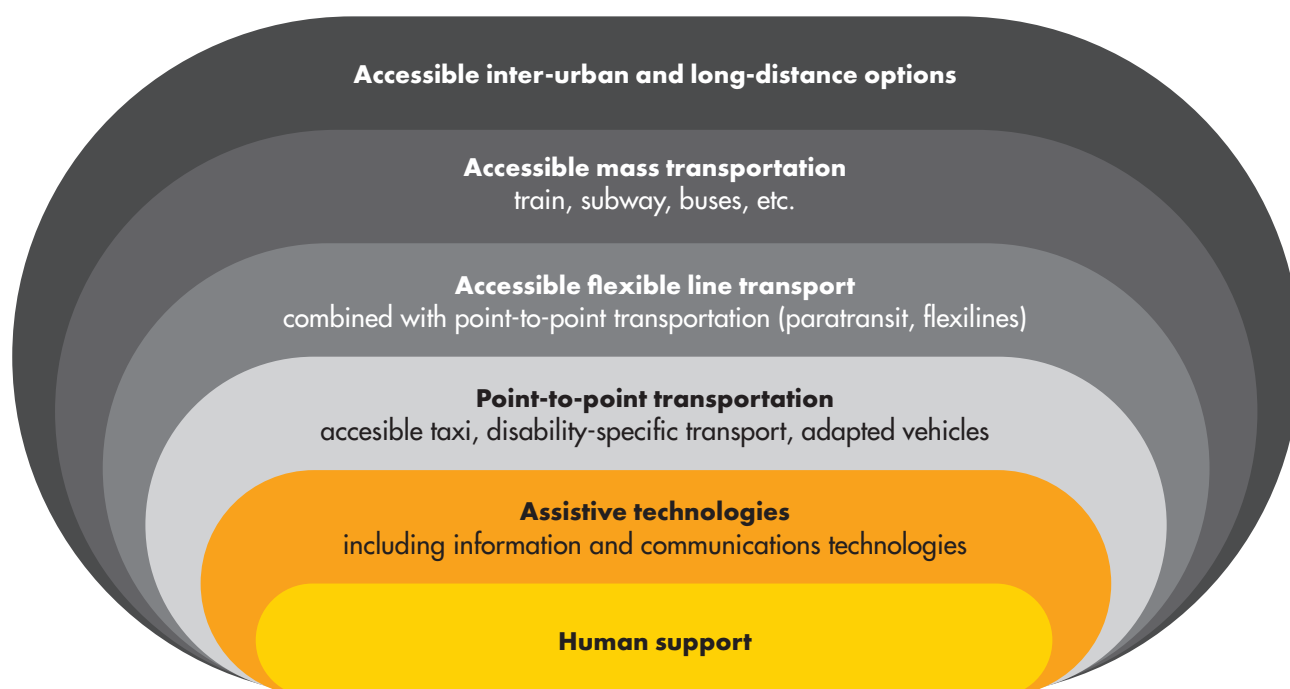 Accessible inter-urban and long-distance options
Accessible mass transportation
train, subway, buses, etc.
Accessible flexible line transport
combined with point-to-point transportation (paratransit, flexilines)
Point-to-point transportation
accesible taxi, disability-specific transport, adapted vehicles
Assistive technologies
including information and communications technologies
Human support